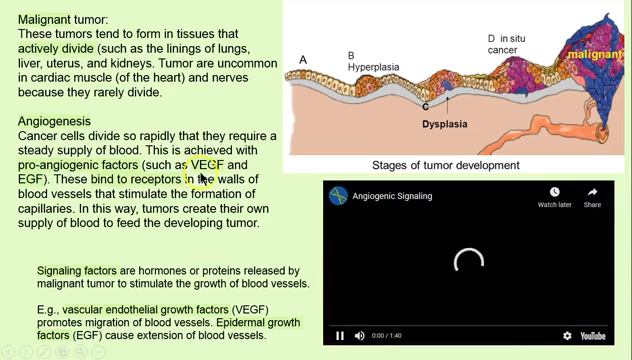 Malignant tumor:
These tumors tend to form in tissues that
actively divide (such as the linings of lungs,
liver, uterus, and kidneys. Tumor are uncommon
in cardiac muscle (of the heart) and nerves
because they rarely divide.
Angiogenesis
Cancer cells divide so rapidly that they require a
steady supply of blood. This is achieved with
pro-angiogenic factors (such as VEGF and
EGF). These bind to receptors in the walls of
blood vessels that stimulate the formation of
capillaries. In this way, tumors create their own
supply of blood to feed the developing tumor.
Signaling factors are hormones or proteins released by
malignant tumor to stimulate the growth of blood vessels.
E.g., vascular endothelial growth factors (VEGF)
promotes migration of blood vessels. Epidermal growth
factors (EGF) cause extension of blood vessels.
A
B
Hyperplasia
C
Dysplasia
D in situ
cancer
malignant
Stages of tumor development
Angiogenic Signaling
Watch later
Share
0:00 / 1:40
YouTube